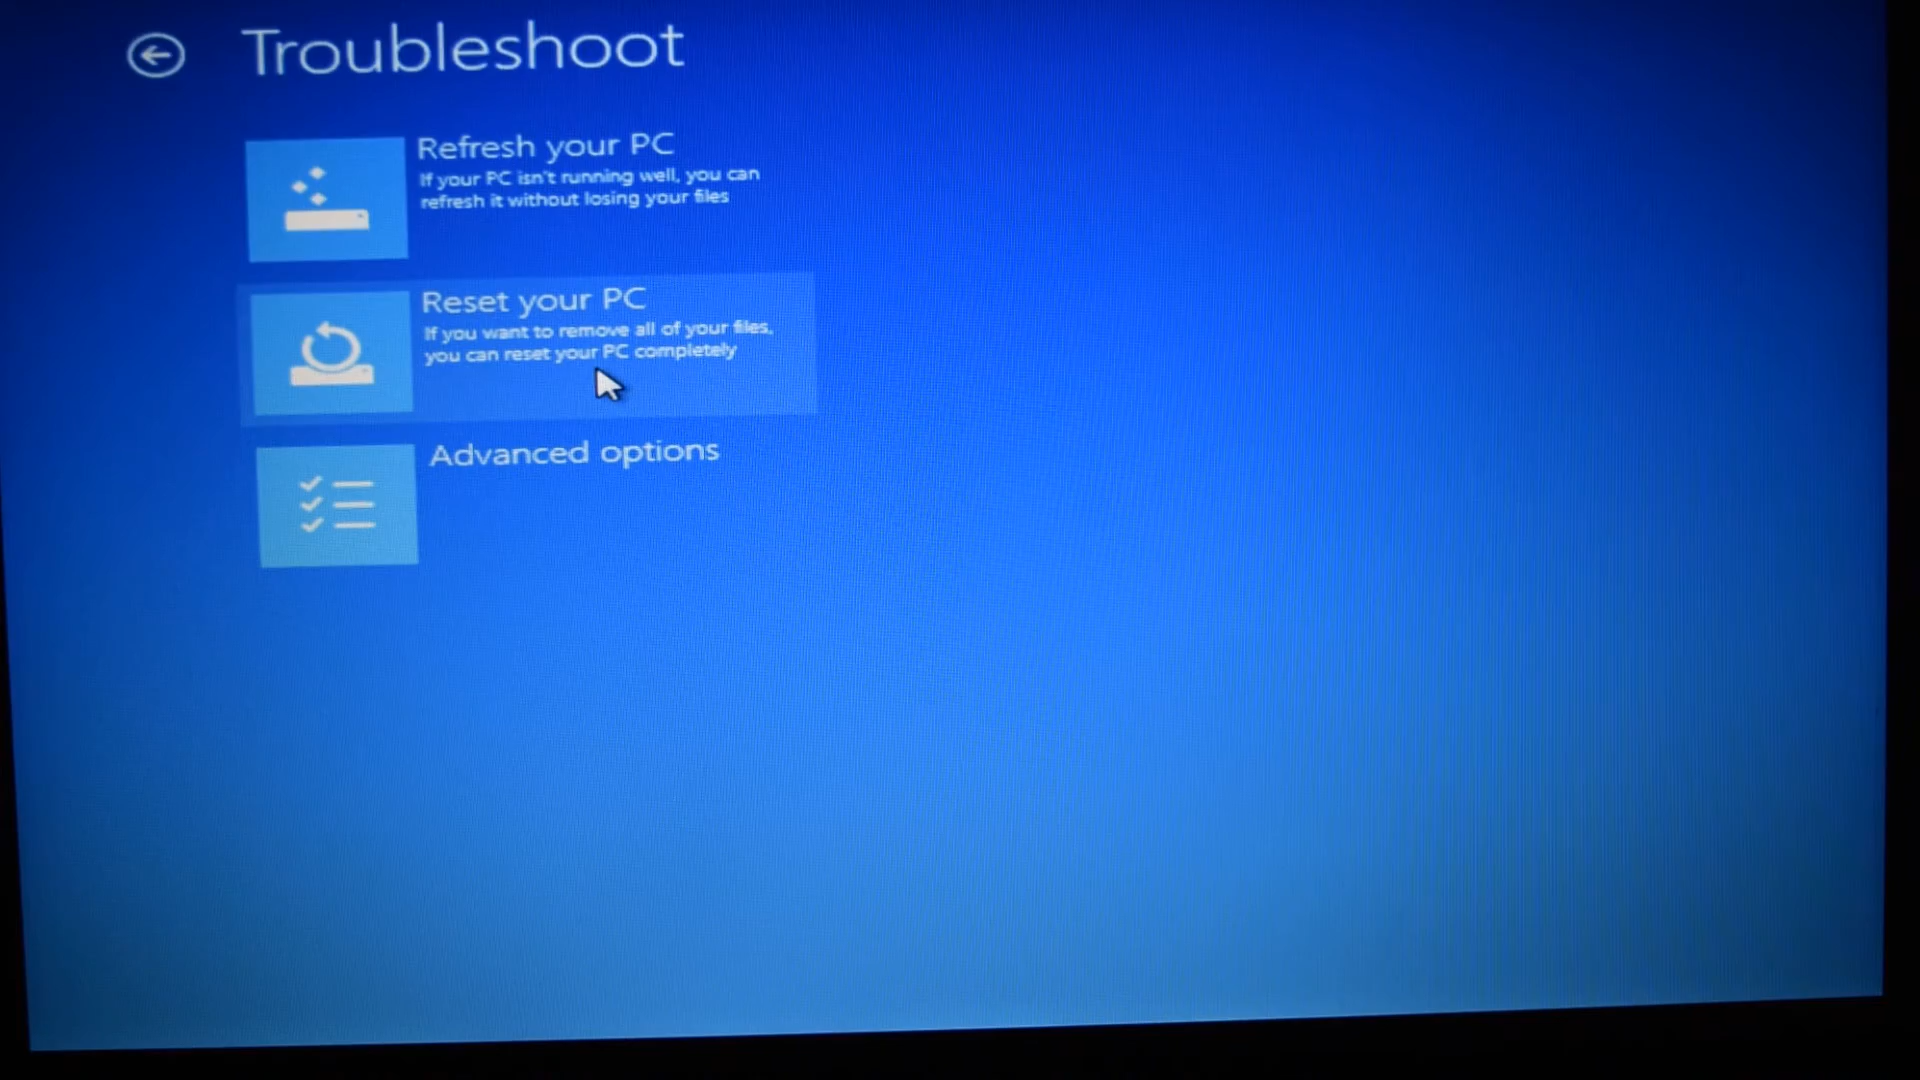 Troubleshoot
Refresh your PC
If your PC isn't running well, you can
refresh it without losing your files
Reset your PC
If you want to remove all of your files,
you can reset your PC completely
Advanced options